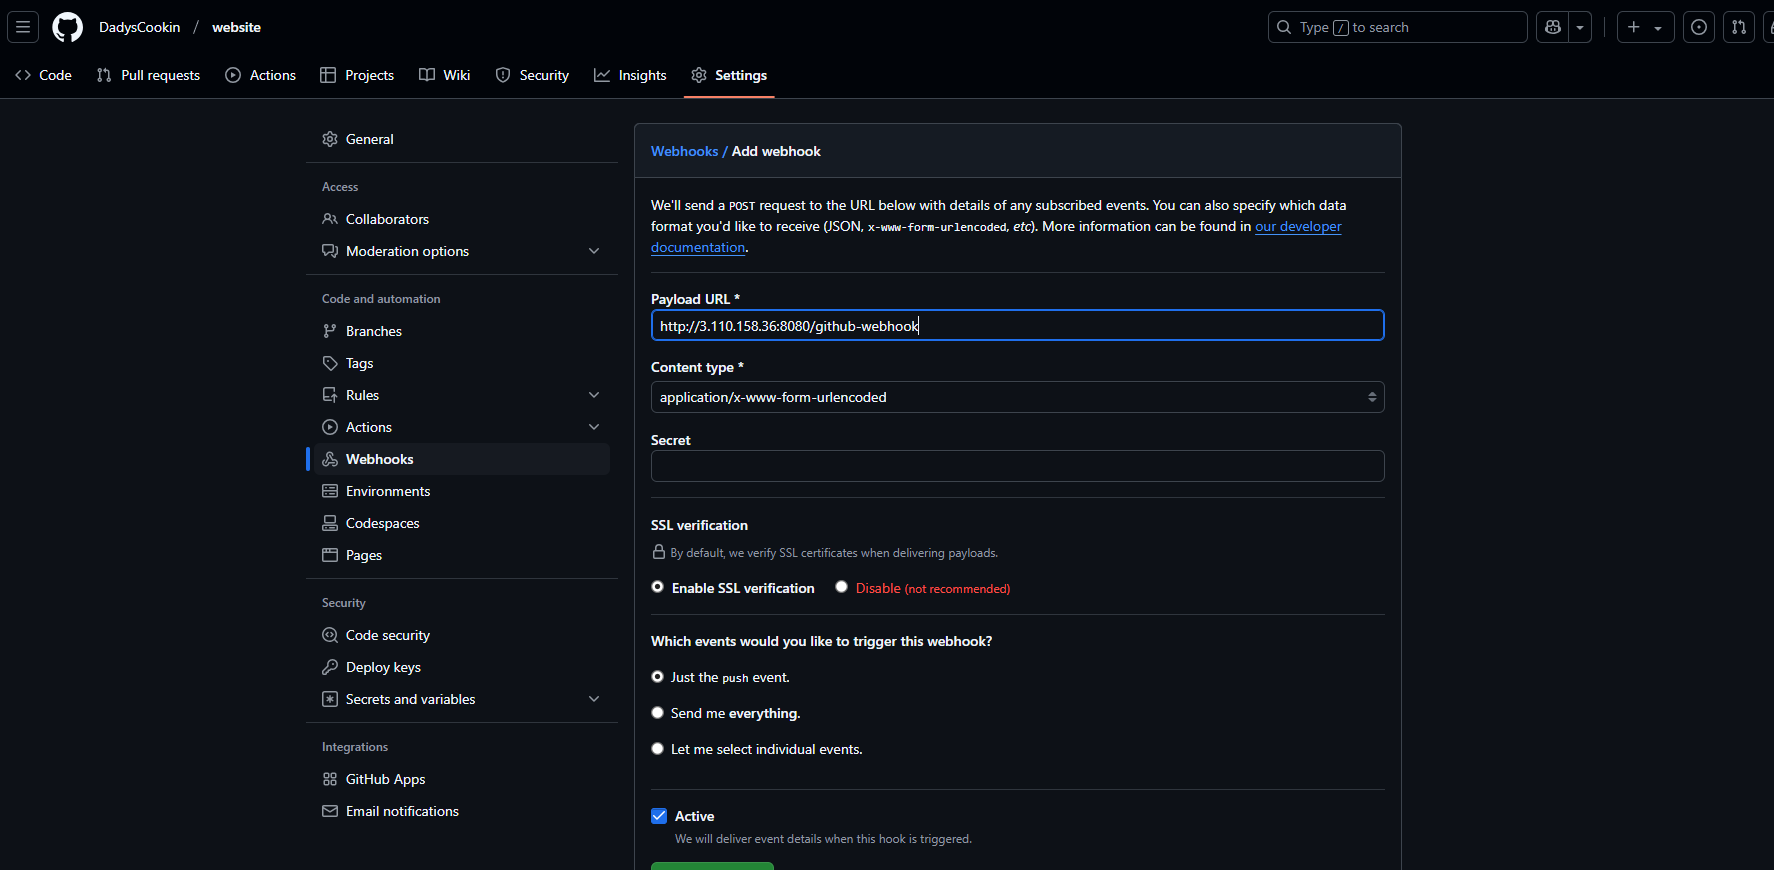 DadysCookin / website
Type / to search
Code Pull requests Actions Projects Wiki Security Insights Settings
General
Access
Collaborators
Moderation options
Code and automation
Branches
Tags
Rules
Actions
Webhooks
Environments
Codespaces
Pages
Security
Code security
Deploy keys
Secrets and variables
Integrations
GitHub Apps
Email notifications
Webhooks / Add webhook
We'll send a POST request to the URL below with details of any subscribed events. You can also specify which data
format you'd like to receive (JSON, x-www-form-urlencoded, etc). More information can be found in our developer
documentation.
Payload URL *
http://3.110.158.36:8080/github-webhook
Content type *
application/x-www-form-urlencoded
Secret
SSL verification
By default, we verify SSL certificates when delivering payloads.
Enable SSL verification Disable (not recommended)
Which events would you like to trigger this webhook?
Just the push event.
Send me everything.
Let me select individual events.
Active
We will deliver event details when this hook is triggered.